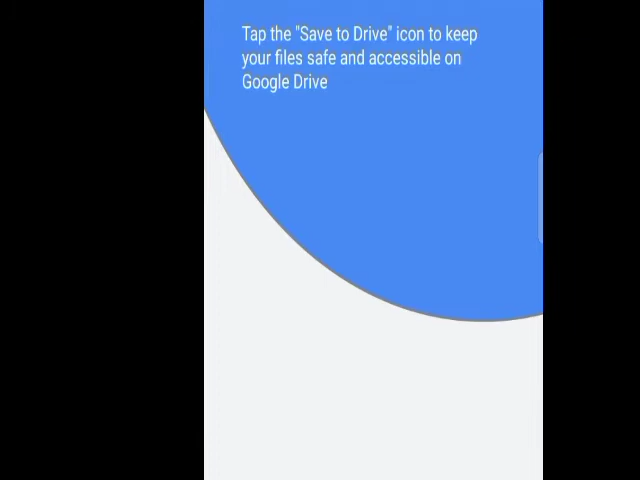 Tap the "Save to Drive" icon to keep
your files safe and accessible on
Google Drive